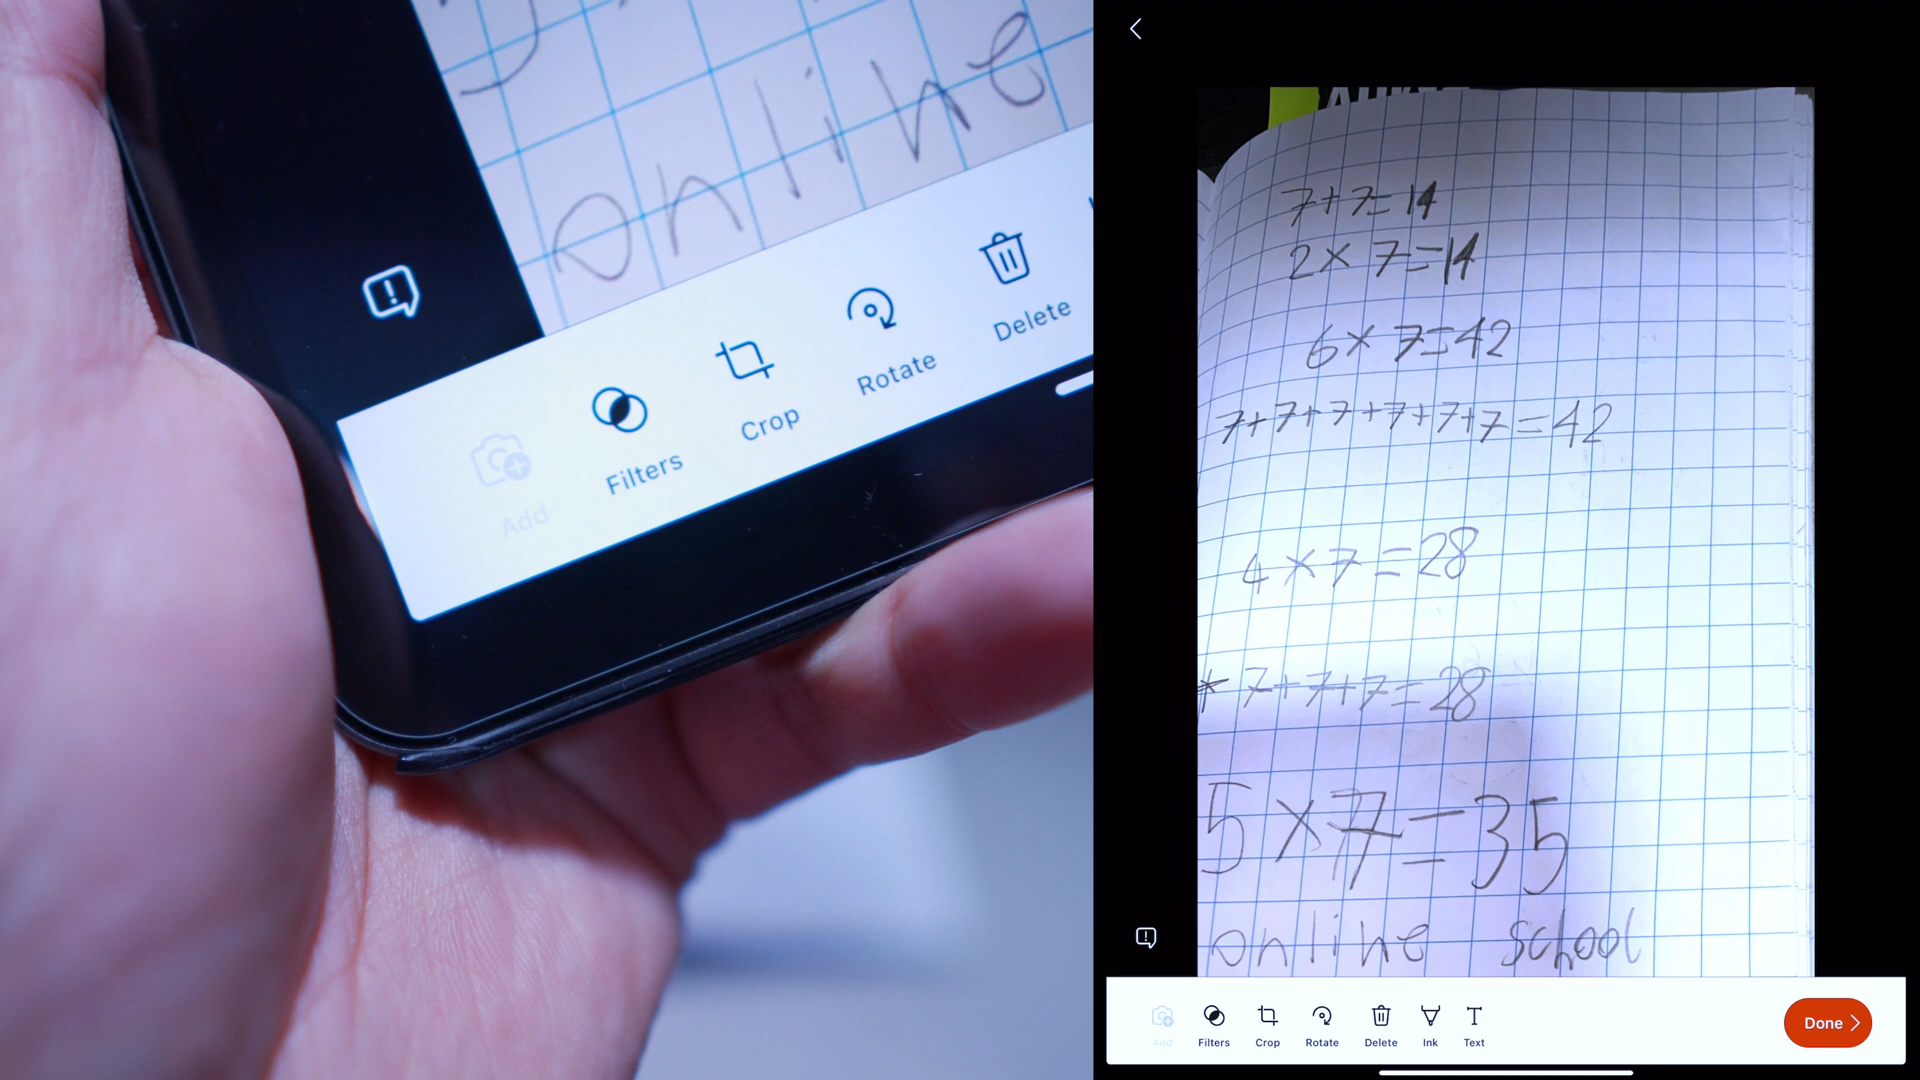 online
Add
Filters
Crop
Rotate
Delete
7+7=14
2×7=14
6×7=42
7+7+7+7+7+7=42
4×7=28
7+7+7=28
5×7=35
online school
Add
Filters
Crop
Rotate
Delete
Ink
Text
Done